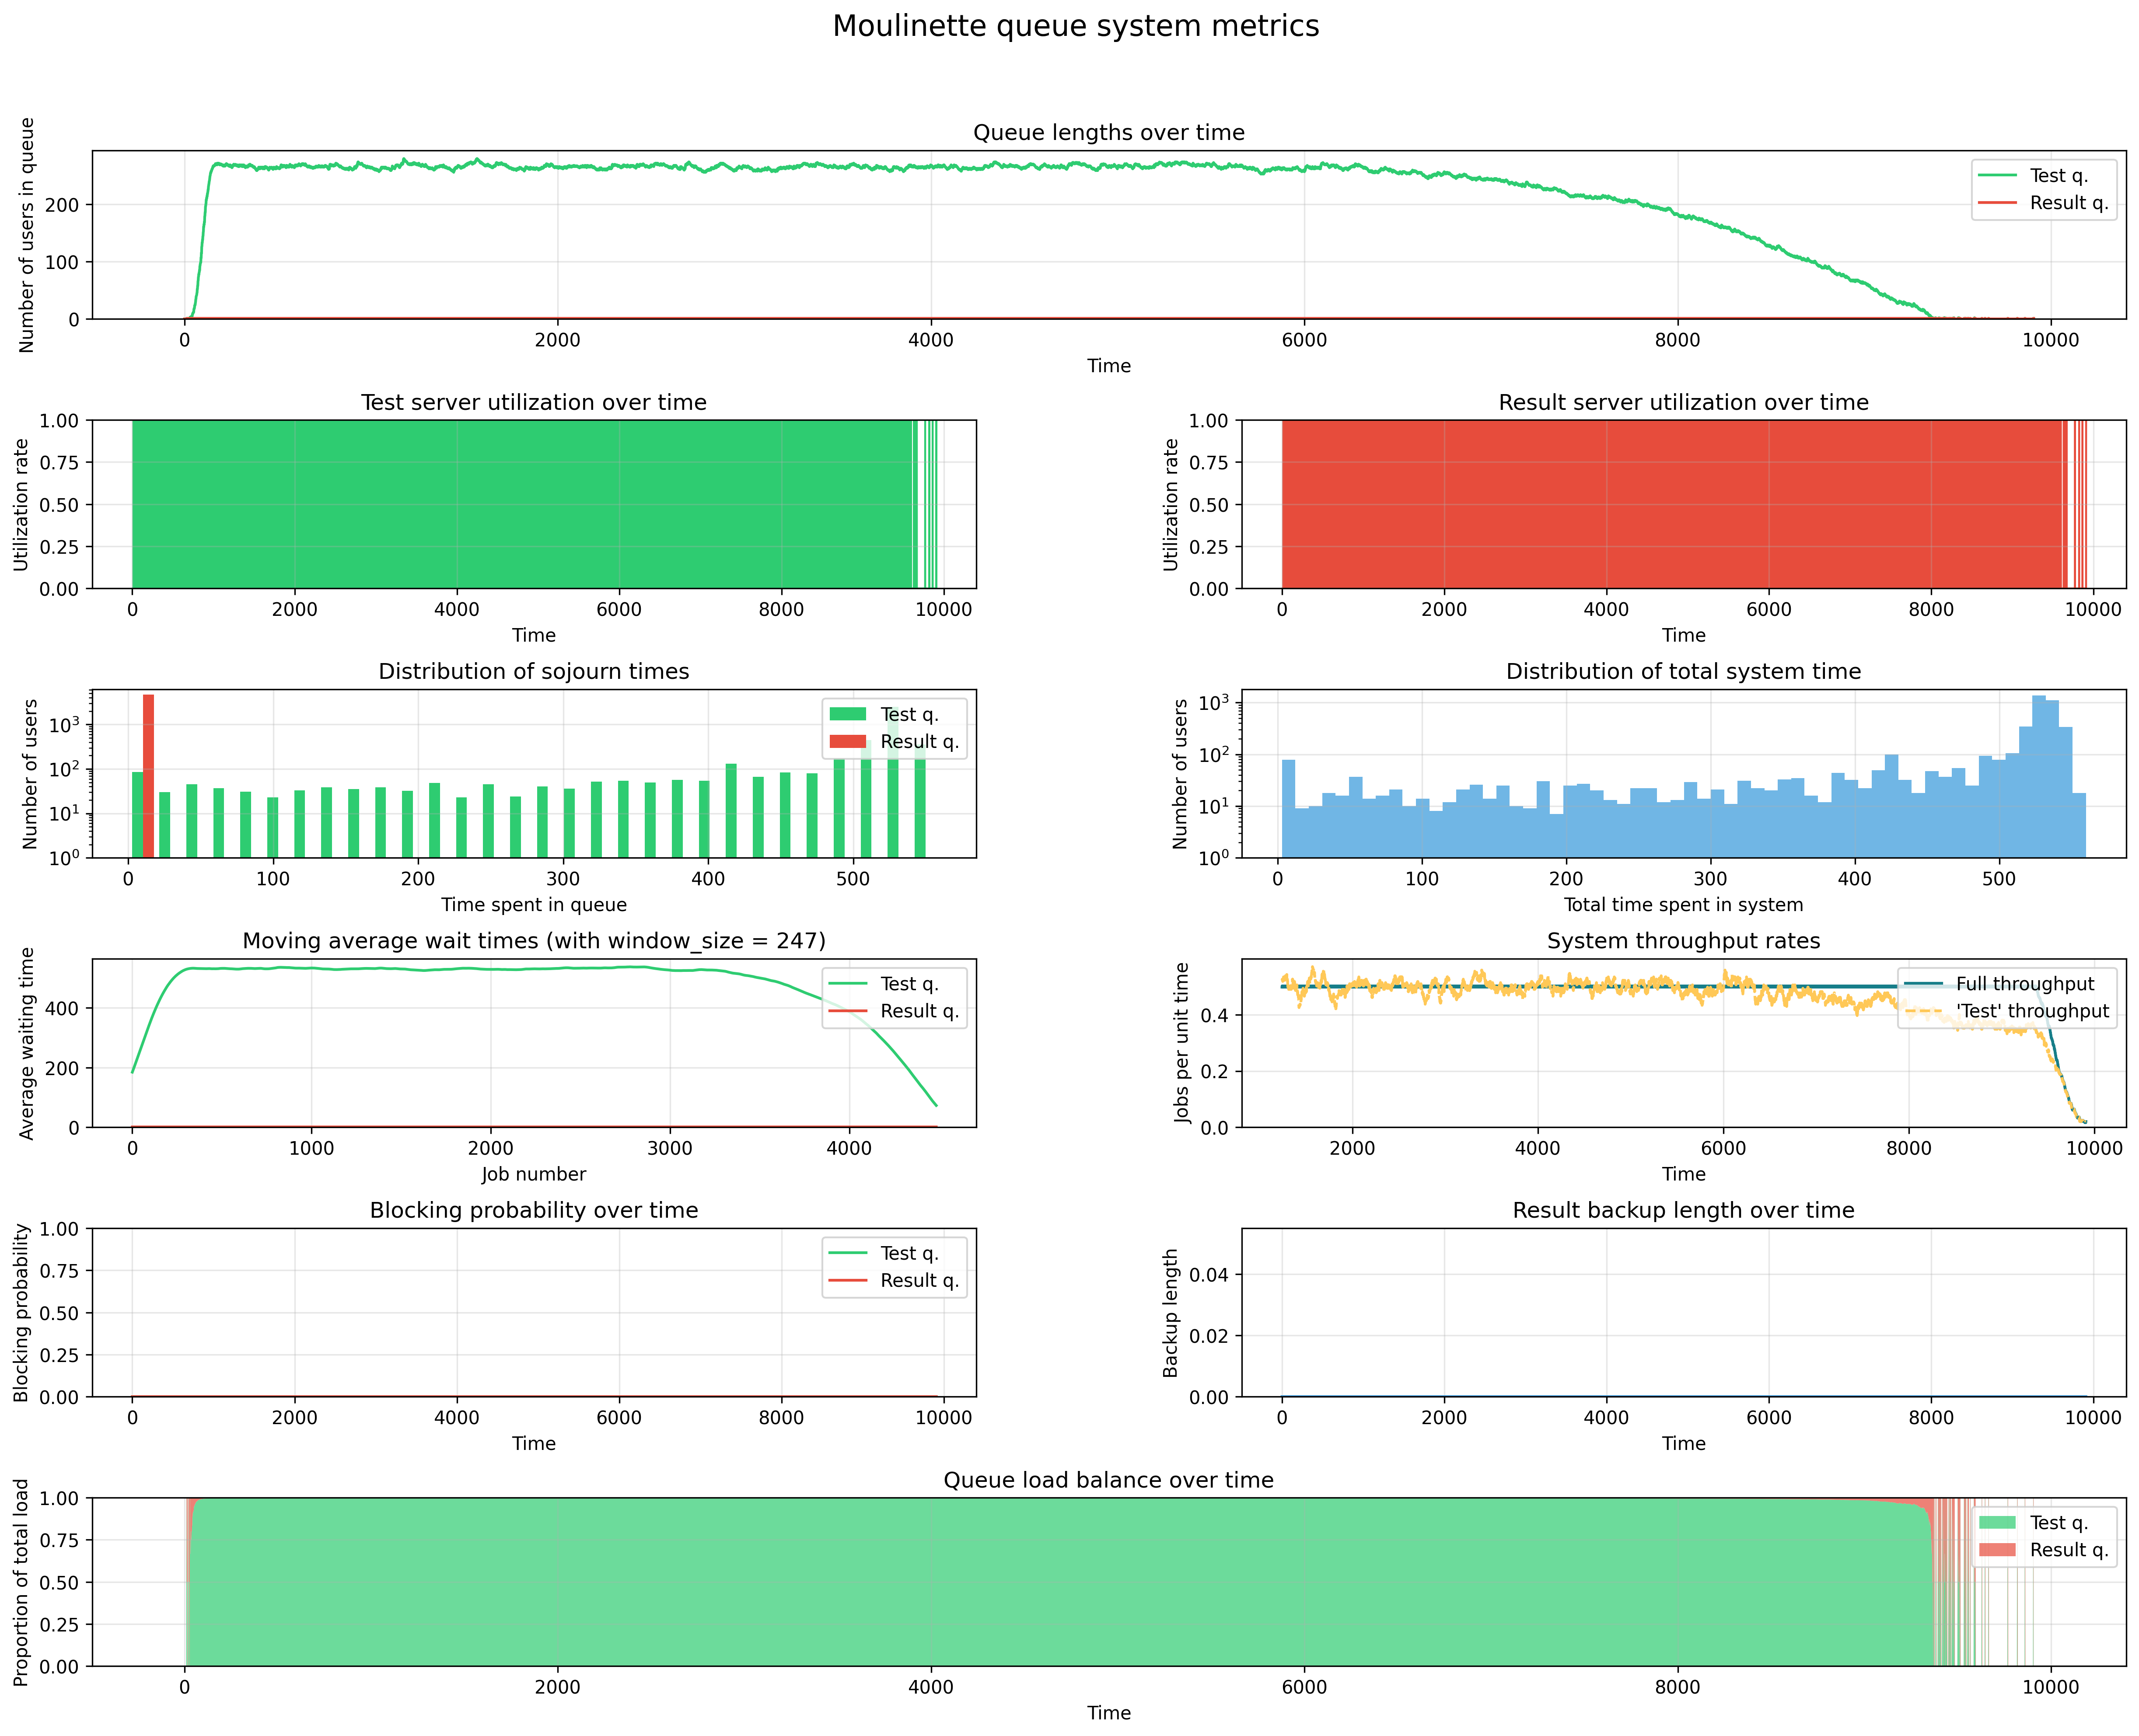 Moulinette queue system metrics
Queue lengths over time
Number of users in queue
200
100
0
Test q.
Result q.
0 2000 4000 6000 8000 10000
Time
Test server utilization over time
Utilization rate
1.00
0.75
0.50
0.25
0.00
0 2000 4000 6000 8000 10000
Time
Result server utilization over time
Utilization rate
1.00
0.75
0.50
0.25
0.00
0 2000 4000 6000 8000 10000
Time
Distribution of sojourn times
Number of users
10³
10²
10¹
10⁰
Test q.
Result q.
0 100 200 300 400 500
Time spent in queue
Distribution of total system time
Number of users
10³
10²
10¹
10⁰
0 100 200 300 400 500
Total time spent in system
Moving average wait times (with window_size = 247)
Average waiting time
400
200
0
Test q.
Result q.
0 1000 2000 3000 4000
Job number
System throughput rates
Jobs per unit time
0.4
0.2
0.0
Full throughput
'Test' throughput
2000 4000 6000 8000 10000
Time
Blocking probability over time
Blocking probability
1.00
0.75
0.50
0.25
0.00
Test q.
Result q.
0 2000 4000 6000 8000 10000
Time
Result backup length over time
Backup length
0.04
0.02
0.00
0 2000 4000 6000 8000 10000
Time
Queue load balance over time
Proportion of total load
1.00
0.75
0.50
0.25
0.00
Test q.
Result q.
0 2000 4000 6000 8000 10000
Time